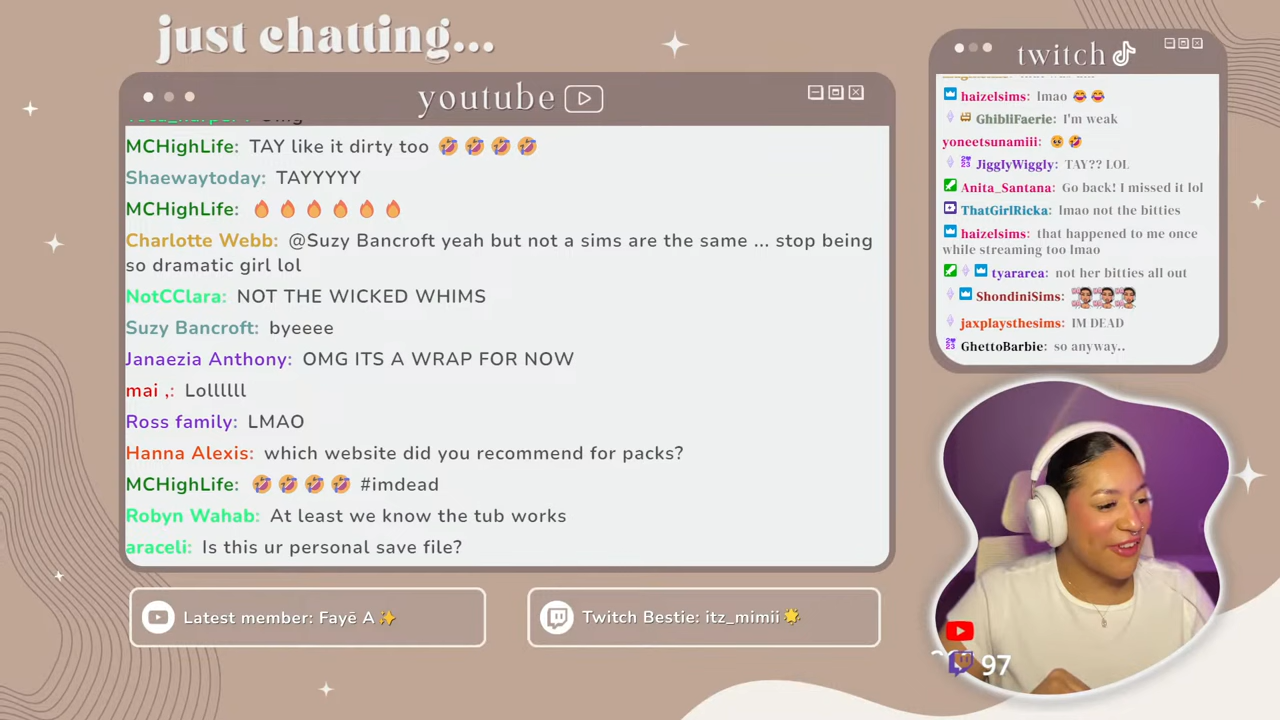 just chatting...
youtube
MCHighLife: TAY like it dirty too 🤣 🤣 🤣 🤣
Shaewaytoday: TAYYYYY
MCHighLife: 🔥 🔥 🔥 🔥 🔥 🔥
Charlotte Webb: @Suzy Bancroft yeah but not a sims are the same ... stop being
so dramatic girl lol
NotCClara: NOT THE WICKED WHIMS
Suzy Bancroft: byeeee
Janaezia Anthony: OMG ITS A WRAP FOR NOW
mai ,: Lollllll
Ross family: LMAO
Hanna Alexis: which website did you recommend for packs?
MCHighLife: 🤣 🤣 🤣 🤣 #imdead
Robyn Wahab: At least we know the tub works
araceli: Is this ur personal save file?
Latest member: Fayē A✨
Twitch Bestie: itz_mimii🌟
twitch
haizelsims: lmao 😂 😂
GhibliFaerie: I'm weak
yoneetsunamiii: 🥺 🤣
JigglyWiggly: TAY?? LOL
Anita_Santana: Go back! I missed it lol
ThatGirlRicka: lmao not the bitties
haizelsims: that happened to me once
while streaming too lmao
tyararea: not her bitties all out
ShondiniSims:
jaxplaysthesims: IM DEAD
GhettoBarbie: so anyway..
97